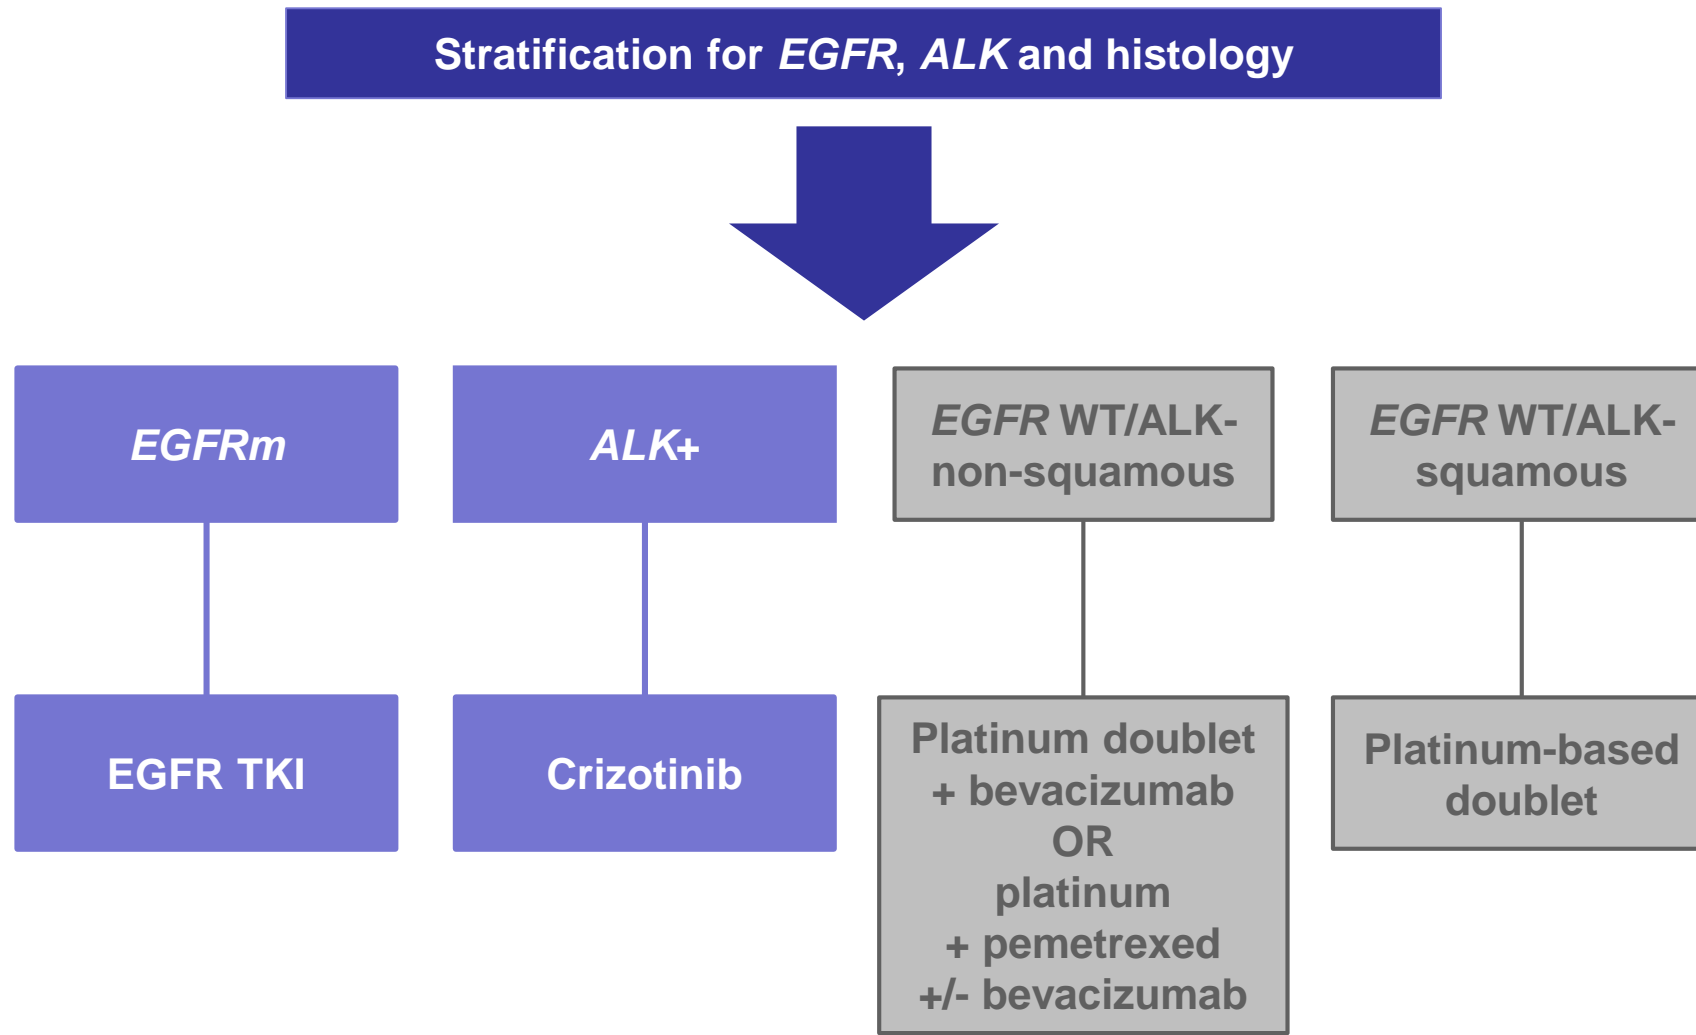 Stratification for EGFR, ALK and histology
EGFRm
ALK+
EGFR WT/ALK-
non-squamous
EGFR WT/ALK-
squamous
EGFR TKI
Crizotinib
Platinum doublet
+ bevacizumab
OR
platinum
+ pemetrexed
+/- bevacizumab
Platinum-based
doublet